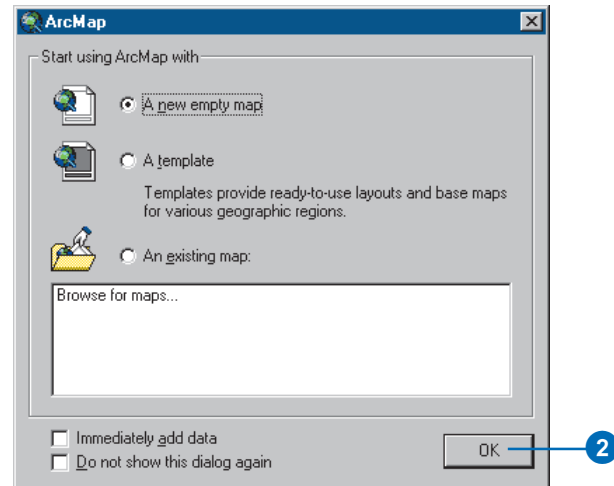 ArcMap
Start using ArcMap with
A new empty map
A template
Templates provide ready-to-use layouts and base maps
for various geographic regions.
An existing map:
Browse for maps...
Immediately add data
Do not show this dialog again
OK
2